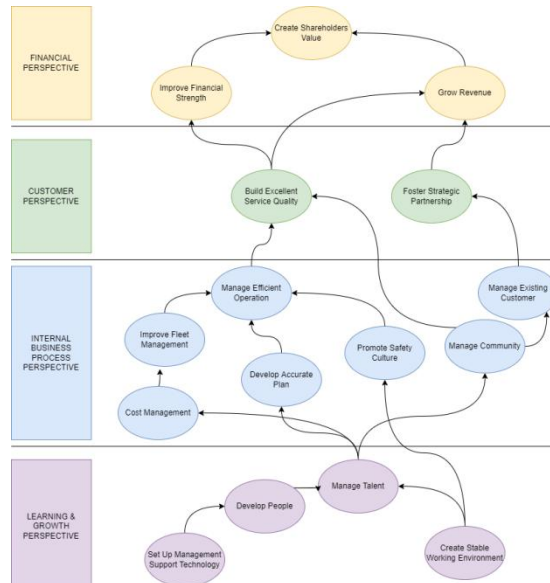 Create Shareholders
Value
FINANCIAL
PERSPECTIVE
Improve Financial
Strength
Grow Revenue
CUSTOMER
PERSPECTIVE
Build Excellent
Service Quality
Foster Strategic
Partnership
Manage Efficient
Operation
Manage Existing
Customer
INTERNAL
BUSINESS
PROCESS
PERSPECTIVE
Improve Fleet
Management
Promote Safety
Culture
Manage Community
Develop Accurate
Plan
Cost Management
LEARNING &
GROWTH
PERSPECTIVE
Manage Talent
Develop People
Set Up Management
Support Technology
Create Stable
Working Environment